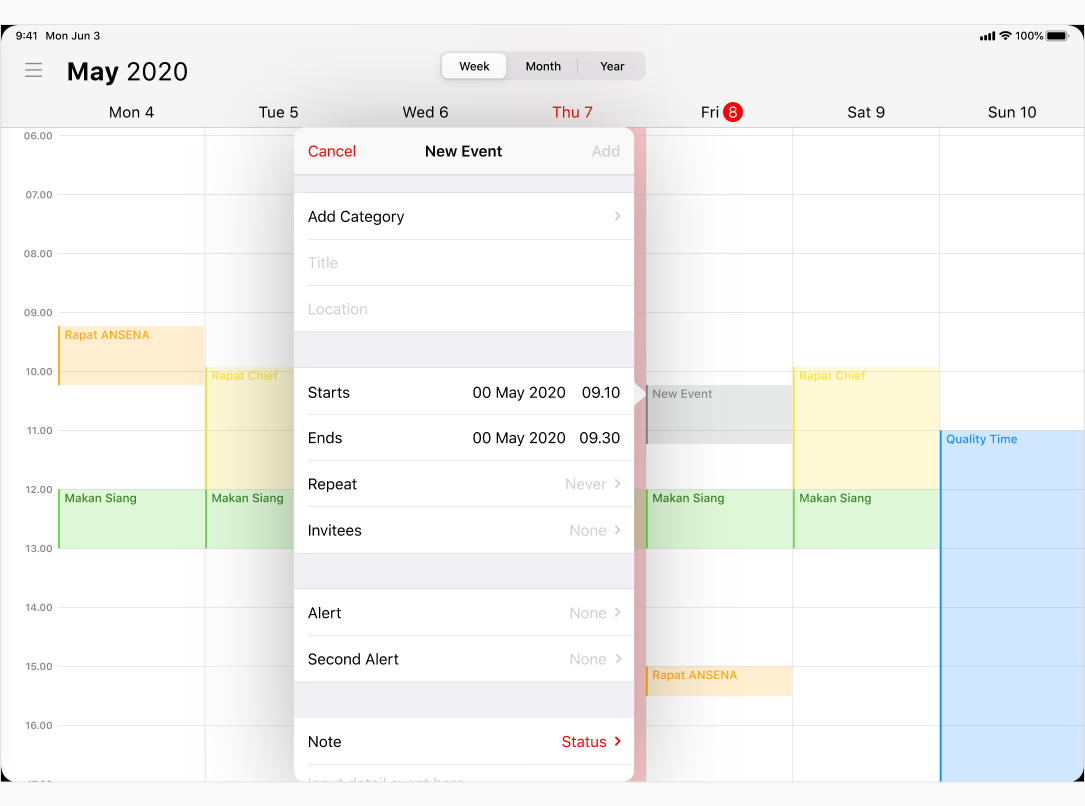 9:41 Mon Jun 3 100%
May 2020 Week Month Year
Mon 4 Tue 5 Wed 6 Thu 7 Fri 8 Sat 9 Sun 10
06.00
Cancel New Event Add
07.00
Add Category
08.00
Title
09.00
Location
Rapat ANSENA
10.00
Rapat Chief
Rapat Chief
Starts 00 May 2020 09.10
New Event
11.00
Ends 00 May 2020 09.30
Quality Time
12.00
Repeat Never
Makan Siang
Makan Siang
Makan Siang
Makan Siang
Invitees None
13.00
14.00
Alert None
15.00
Second Alert None
Rapat ANSENA
16.00
Note Status
Input detail event here